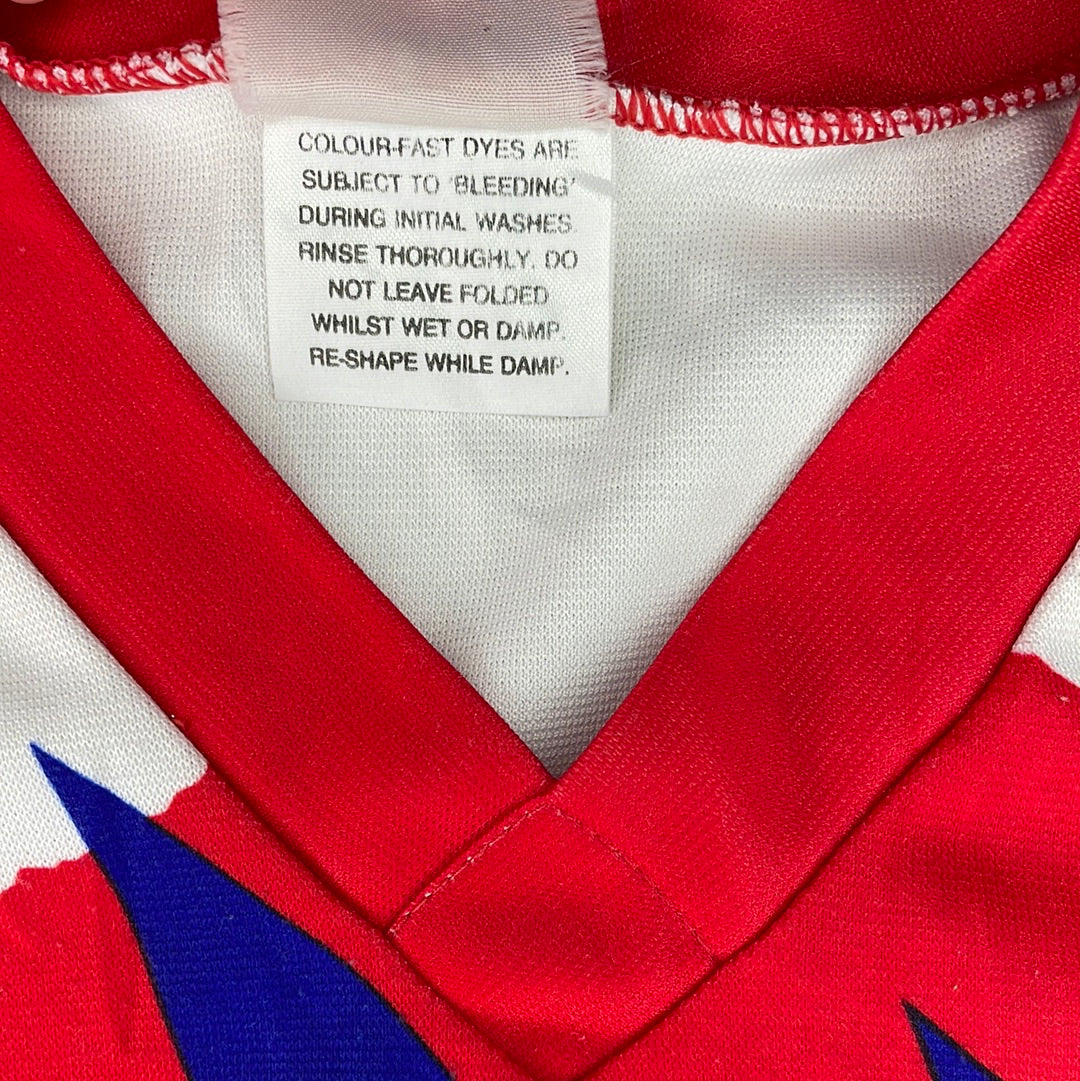 COLOUR-FAST DYES ARE
SUBJECT TO 'BLEEDING'
DURING INITIAL WASHES.
RINSE THOROUGHLY. DO
NOT LEAVE FOLDED
WHILST WET OR DAMP.
RE-SHAPE WHILE DAMP.